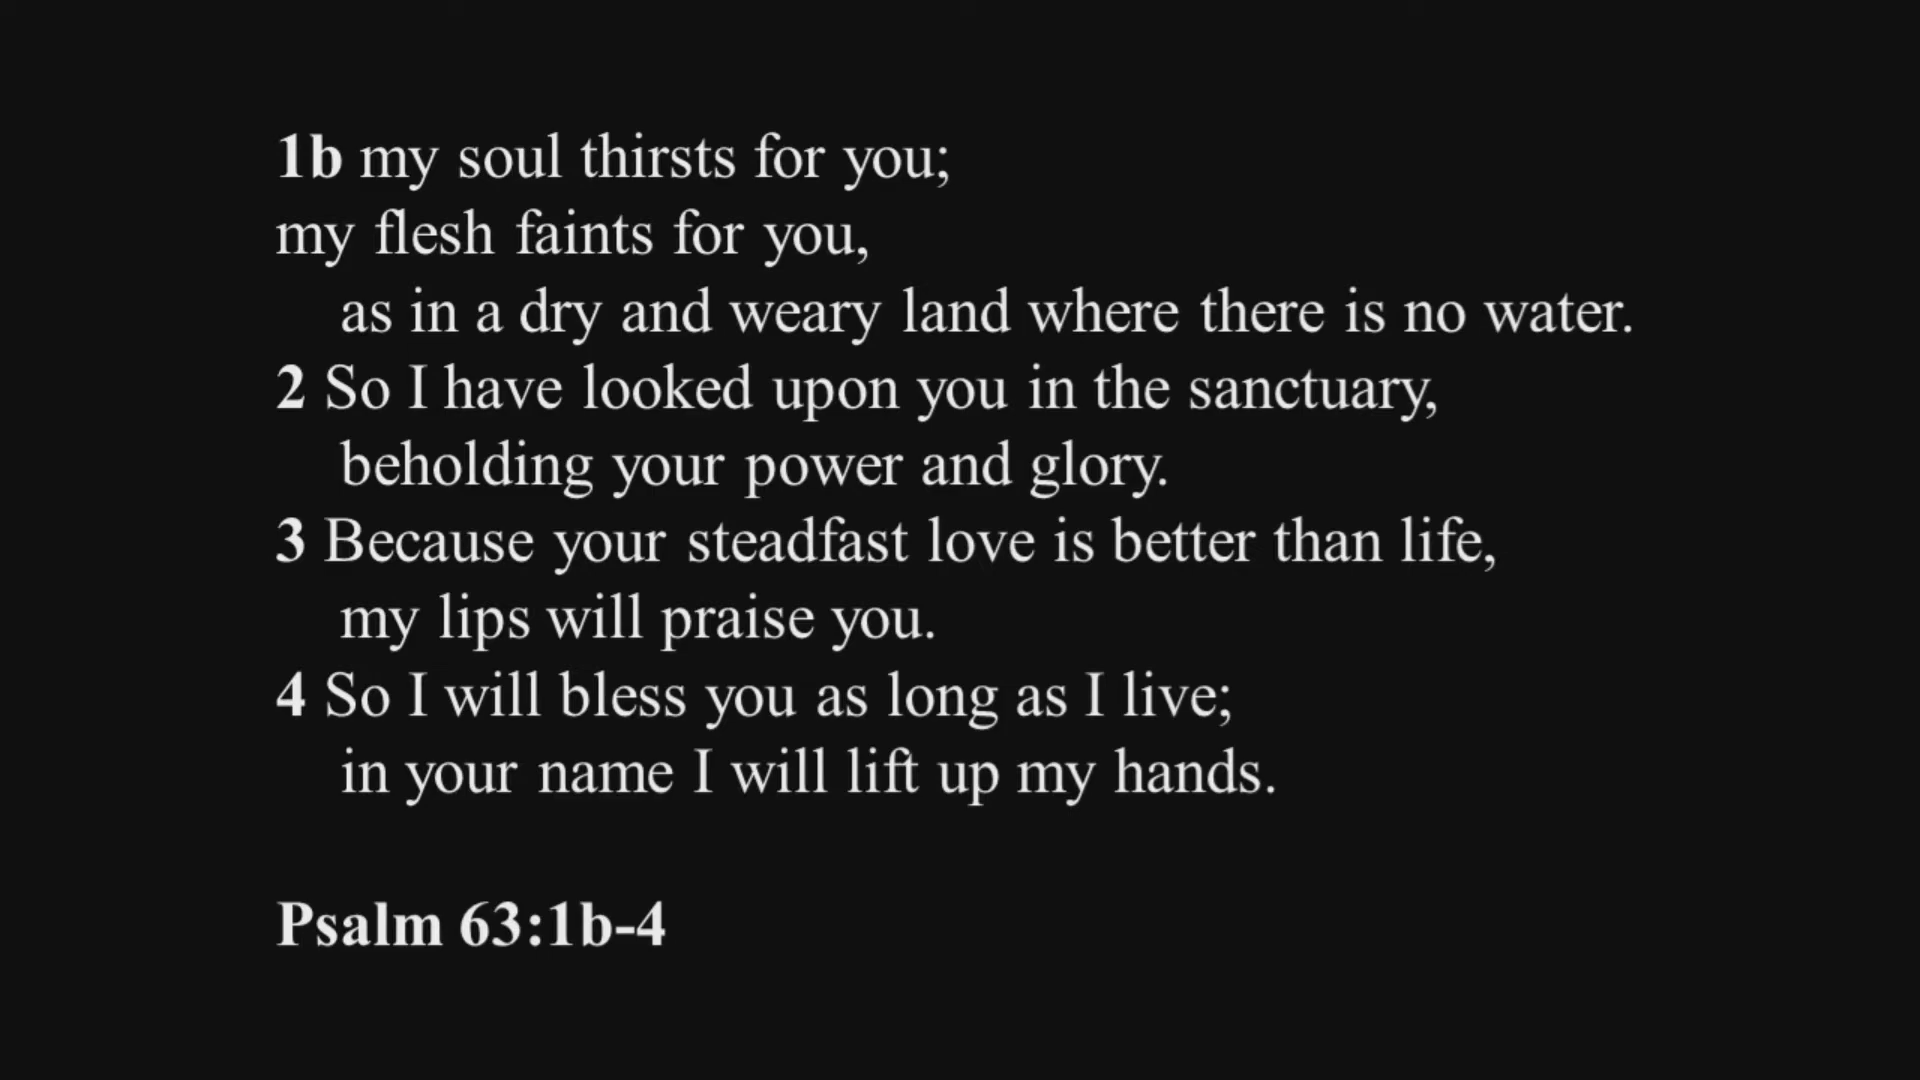 1b my soul thirsts for you;
my flesh faints for you,
as in a dry and weary land where there is no water.
2 So I have looked upon you in the sanctuary,
beholding your power and glory.
3 Because your steadfast love is better than life,
my lips will praise you.
4 So I will bless you as long as I live;
in your name I will lift up my hands.
Psalm 63:1b-4